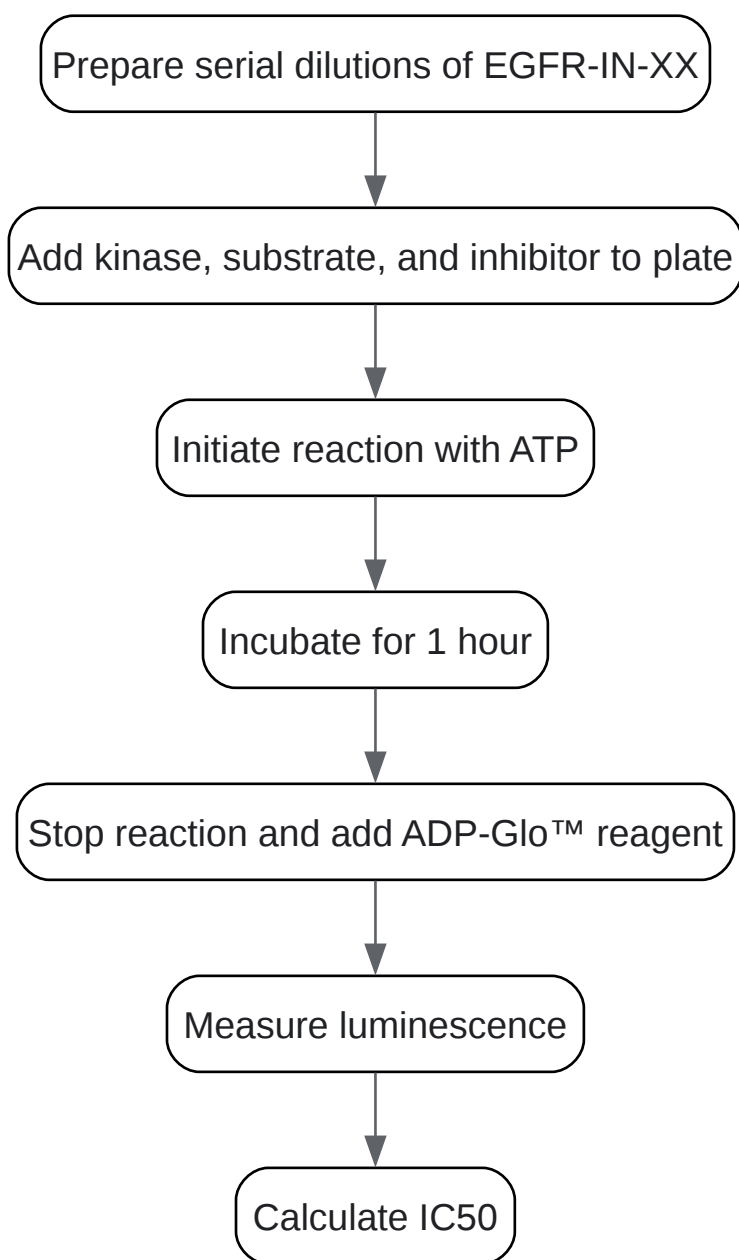 Prepare serial dilutions of EGFR-IN-XX
Add kinase, substrate, and inhibitor to plate
Initiate reaction with ATP
Incubate for 1 hour
Stop reaction and add ADP-Glo™ reagent
Measure luminescence
Calculate IC50